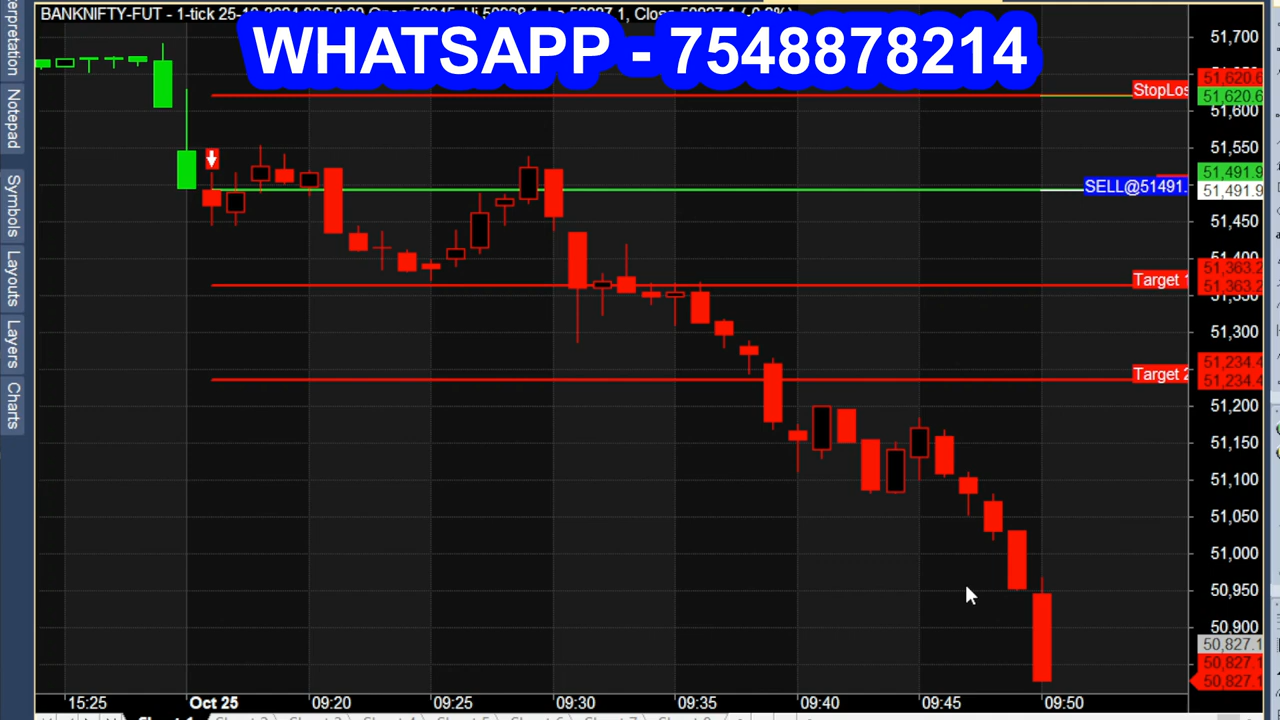 BANKNIFTY-FUT - 1-tick
WHATSAPP - 7548878214
erpretation
Notepad
Symbols
Layouts
Layers
Charts
StopLos
SELL@51491.
Target 1
Target 2
51,700
51,620.6
51,620.6
51,600
51,550
51,491.9
51,491.9
51,450
51,400
51,363.2
51,363.2
51,350
51,300
51,234.4
51,234.4
51,200
51,150
51,100
51,050
51,000
50,950
50,900
50,827.1
50,827.1
50,827.1
15:25
Oct 25
09:20
09:25
09:30
09:35
09:40
09:45
09:50